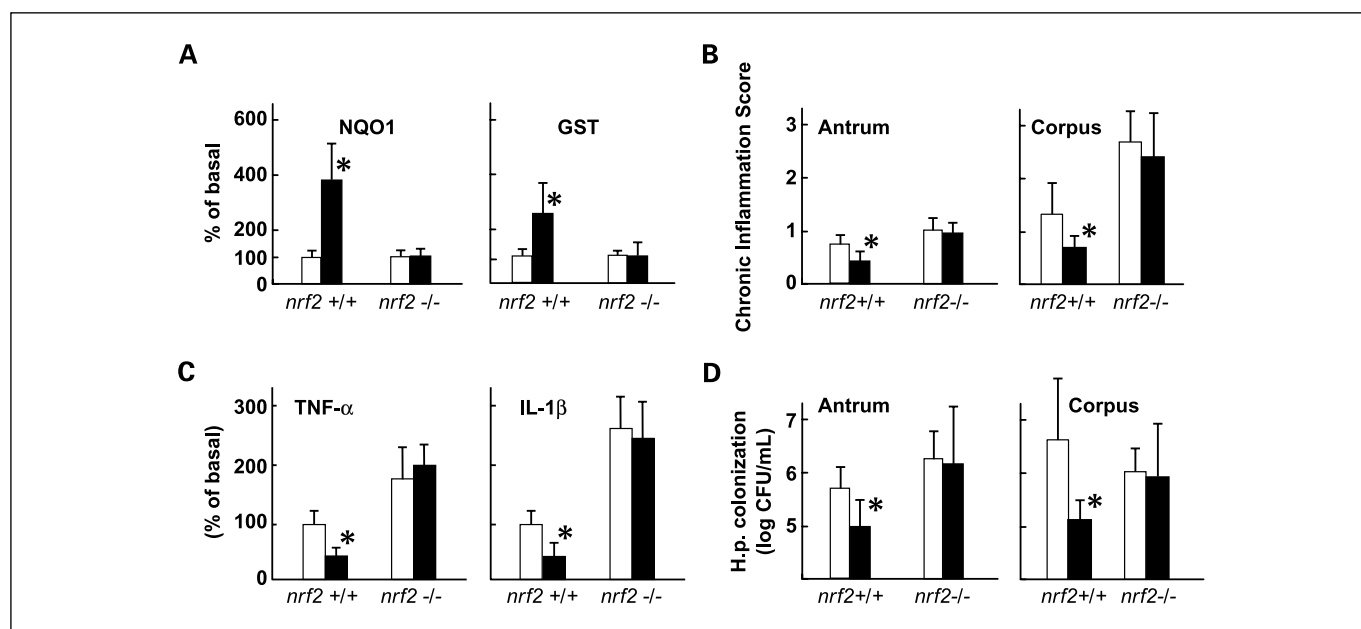 A
NQO1
GST
% of basal
600
400
200
100
0
nrf2 +/+
nrf2 -/-
nrf2 +/+
nrf2 -/-
*
*
B
Antrum
Corpus
Chronic Inflammation Score
3
2
1
0
nrf2+/+
nrf2-/-
nrf2+/+
nrf2-/-
*
*
C
TNF-α
IL-1β
(% of basal)
300
200
100
0
nrf2 +/+
nrf2 -/-
nrf2 +/+
nrf2 -/-
*
*
D
Antrum
Corpus
H.p. colonization
(log CFU/mL)
7
6
5
nrf2+/+
nrf2-/-
nrf2+/+
nrf2-/-
*
*